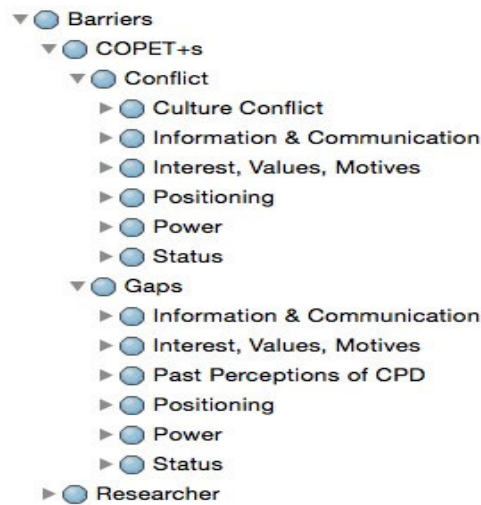 Barriers
COPET+s
Conflict
Culture Conflict
Information & Communication
Interest, Values, Motives
Positioning
Power
Status
Gaps
Information & Communication
Interest, Values, Motives
Past Perceptions of CPD
Positioning
Power
Status
Researcher